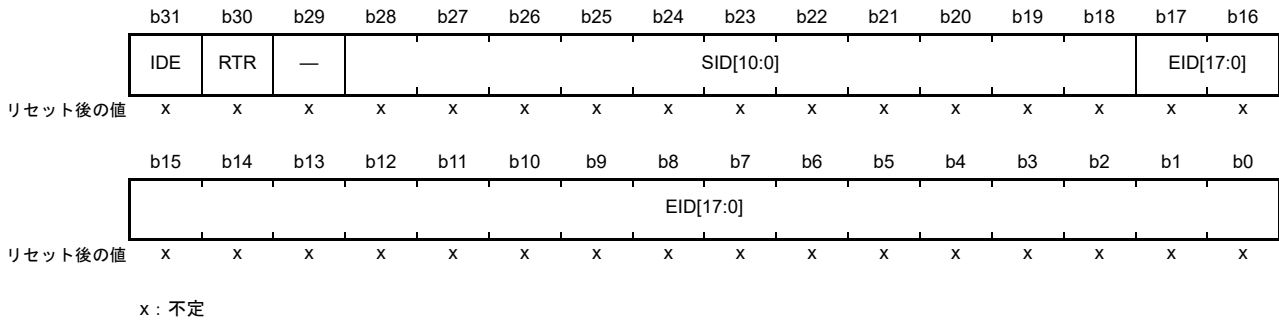 b31 b30 b29 b28 b27 b26 b25 b24 b23 b22 b21 b20 b19 b18 b17 b16
IDE RTR — SID[10:0] EID[17:0]
リセット後の値 x x x x x x x x x x x x x x x x
b15 b14 b13 b12 b11 b10 b9 b8 b7 b6 b5 b4 b3 b2 b1 b0
EID[17:0]
リセット後の値 x x x x x x x x x x x x x x x x
x：不定